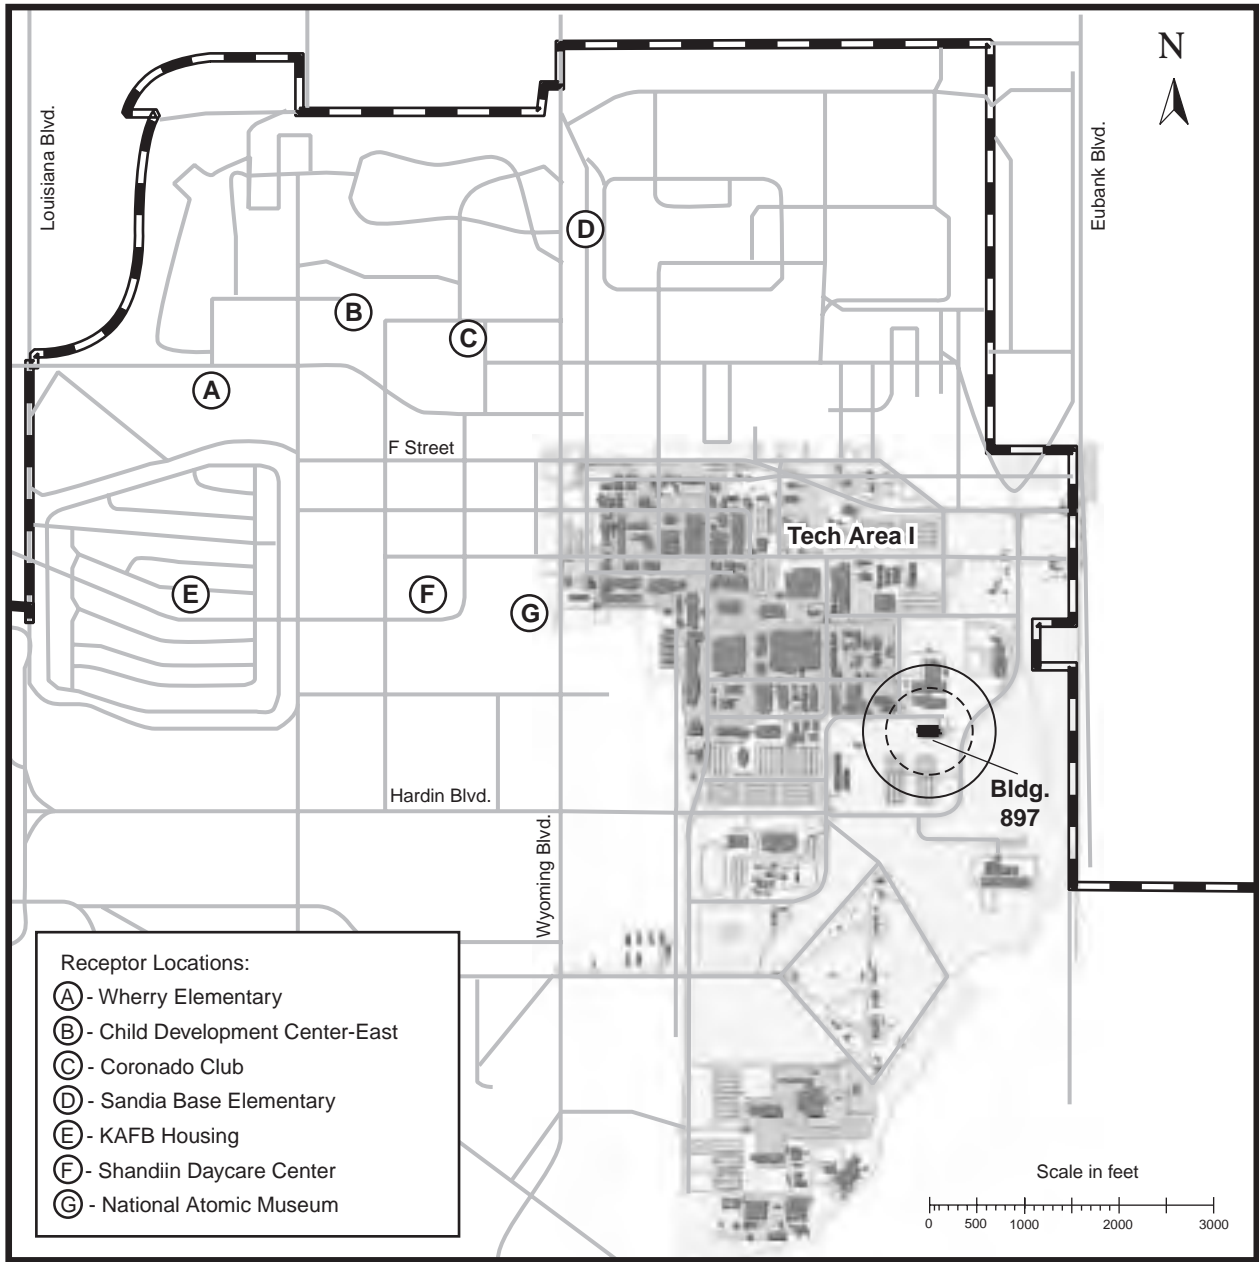 N
Louisiana Blvd.
Eubank Blvd.
D
B
C
A
F Street
Tech Area I
E
F
G
Bldg.
897
Hardin Blvd.
Wyoming Blvd.
Receptor Locations:
A - Wherry Elementary
B - Child Development Center-East
C - Coronado Club
D - Sandia Base Elementary
E - KAFB Housing
F - Shandiin Daycare Center
G - National Atomic Museum
Scale in feet
0 500 1000 2000 3000